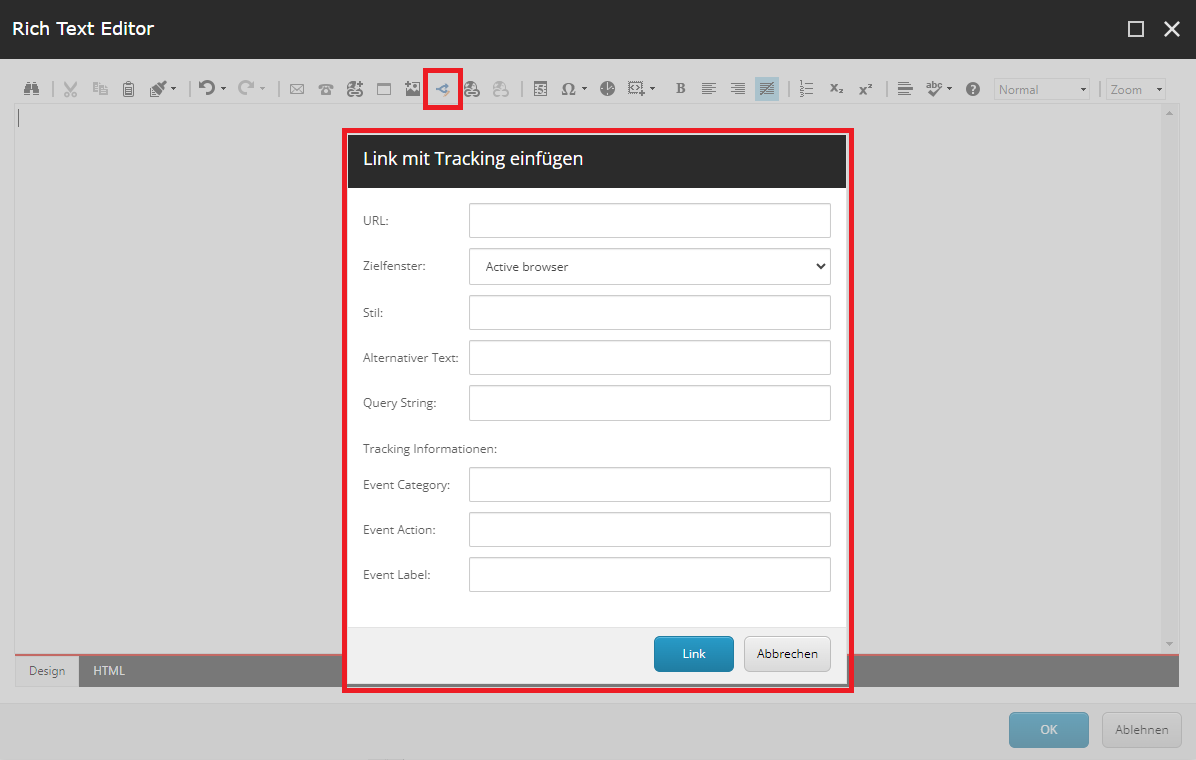 Rich Text Editor
Normal
Zoom
Link mit Tracking einfügen
URL:
Zielfenster: Active browser
Stil:
Alternativer Text:
Query String:
Tracking Informationen:
Event Category:
Event Action:
Event Label:
Link Abbrechen
Design HTML
OK Ablehnen